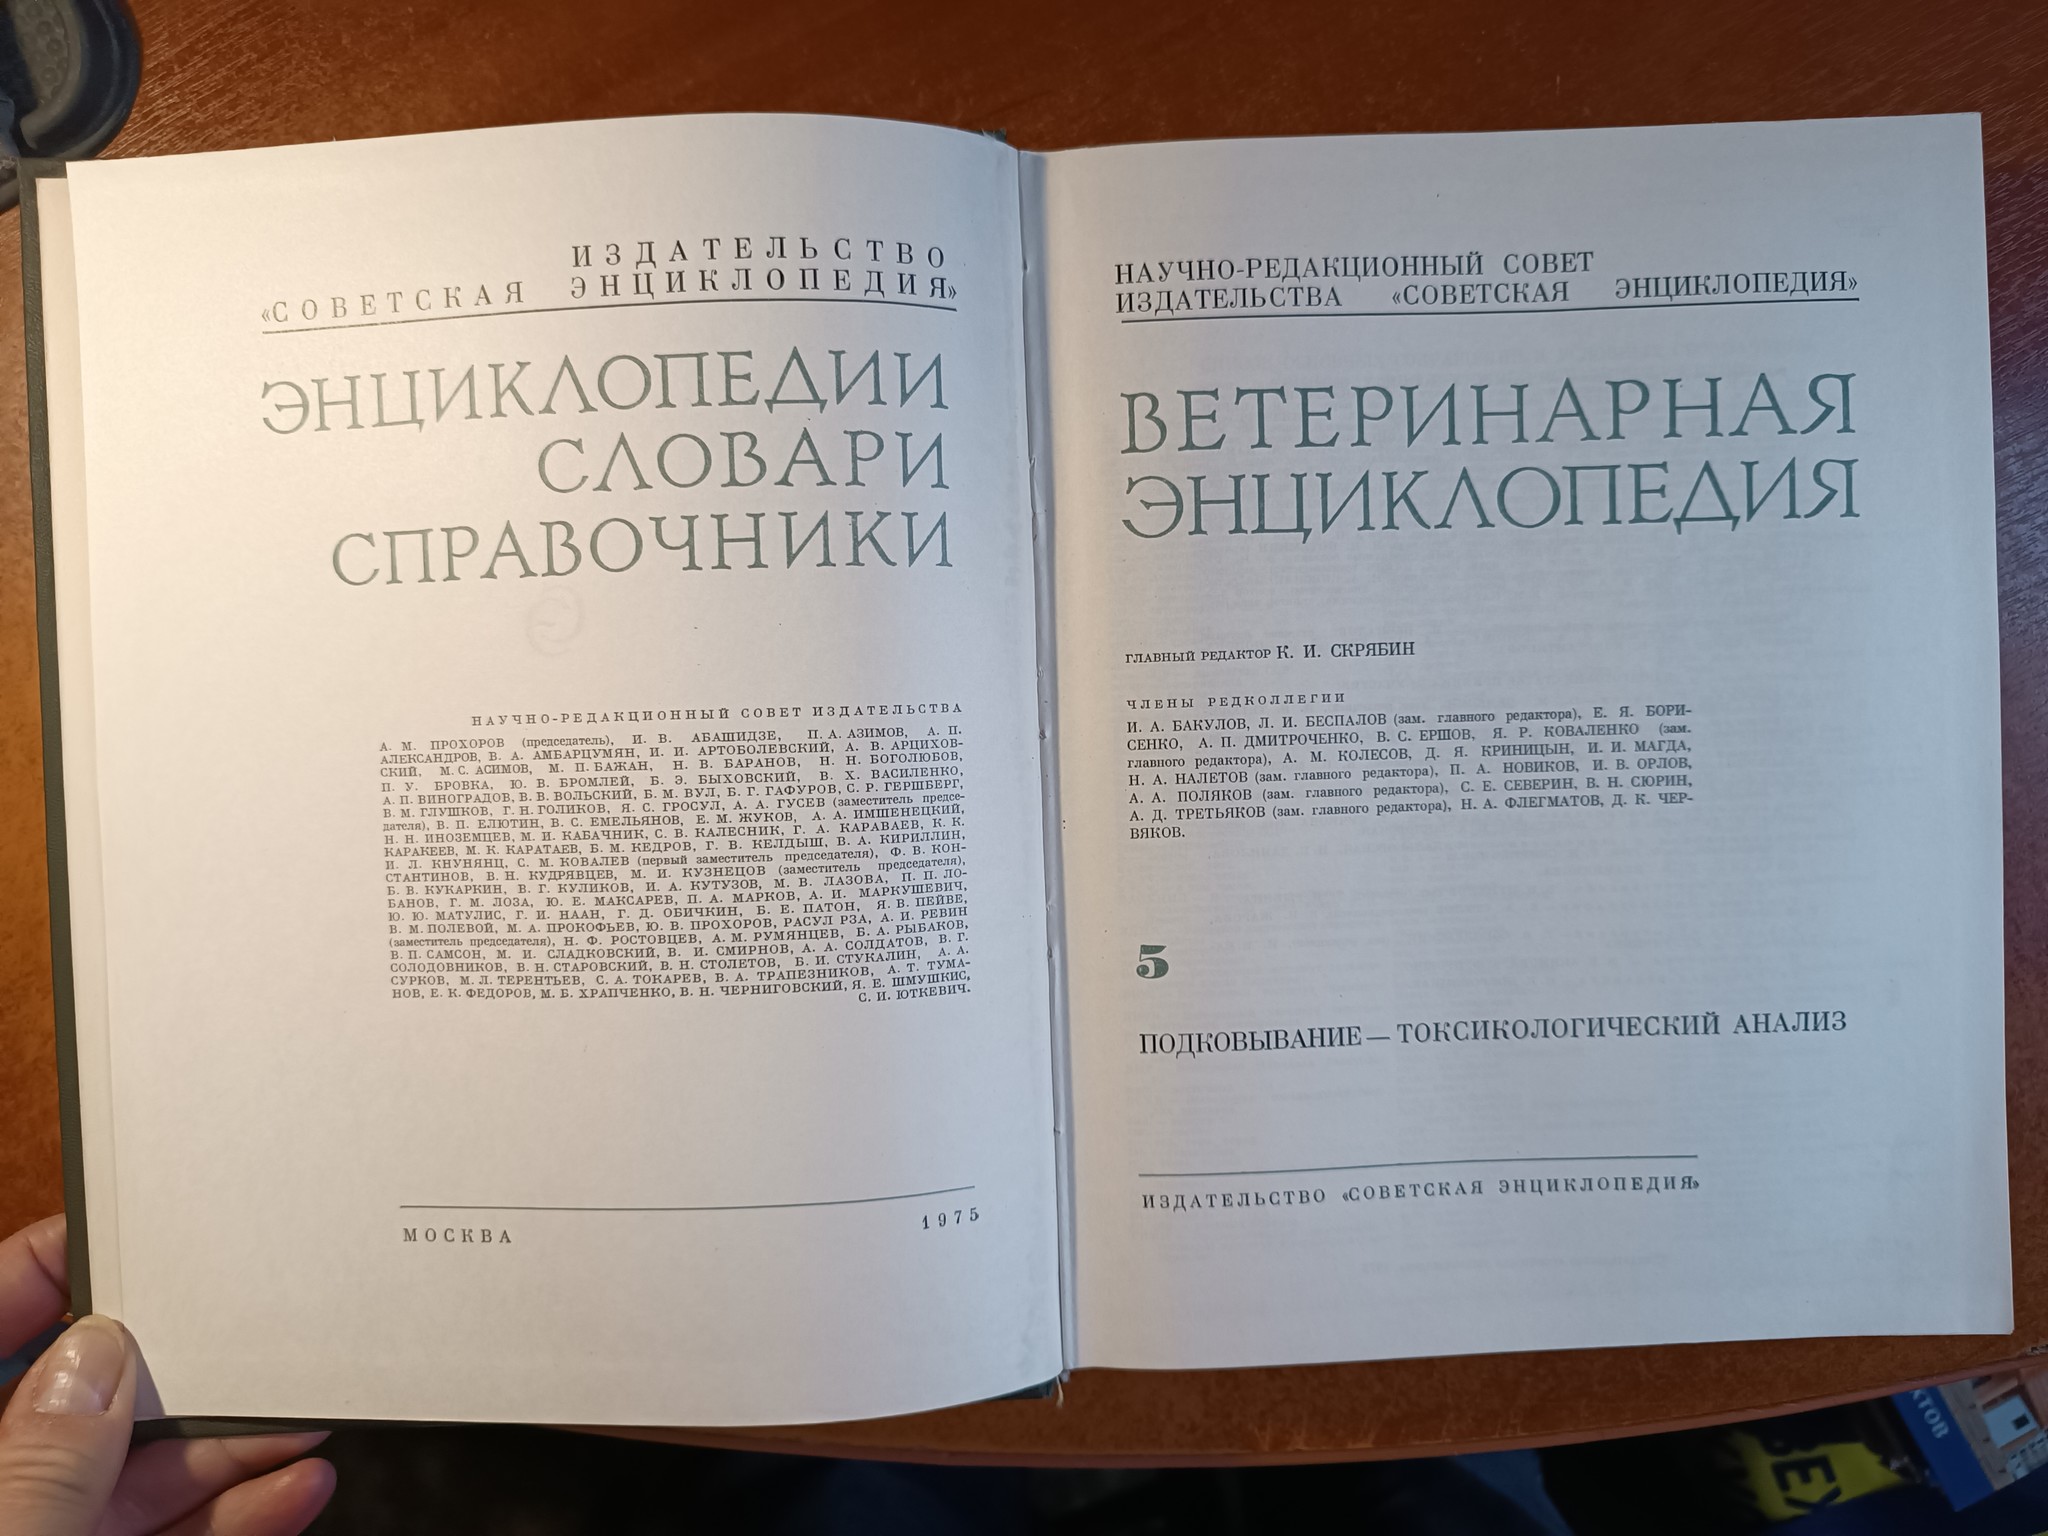 ИЗДАТЕЛЬСТВО
«СОВЕТСКАЯ ЭНЦИКЛОПЕДИЯ»
ЭНЦИКЛОПЕДИИ
СЛОВАРИ
СПРАВОЧНИКИ
НАУЧНО-РЕДАКЦИОННЫЙ СОВЕТ ИЗДАТЕЛЬСТВА
А. М. ПРОХОРОВ (председатель), И. В. АБАШИДЗЕ, П. А. АЗИМОВ, А. П.
АЛЕКСАНДРОВ, В. А. АМБАРЦУМЯН, И. И. АРТОБОЛЕВСКИЙ, А. В. АРЦИХОВ-
СКИЙ, М. С. АСИМОВ, М. П. БАЖАН, Н. В. БАРАНОВ, Н. Н. БОГОЛЮБОВ,
П. У. БРОВКА, Ю. В. БРОМЛЕЙ, Б. Э. БЫХОВСКИЙ, В. Х. ВАСИЛЕНКО,
А. П. ВИНОГРАДОВ, В. В. ВОЛЬСКИЙ, Б. М. ВУЛ, Б. Г. ГАФУРОВ, С. Р. ГЕРШБЕРГ,
В. М. ГЛУШКОВ, Г. Н. ГОЛИКОВ, Я. С. ГРОСУЛ, А. А. ГУСЕВ (заместитель предсе-
дателя), В. П. ЕЛЮТИН, В. С. ЕМЕЛЬЯНОВ, Е. М. ЖУКОВ, А. А. ИМШЕНЕЦКИЙ,
Н. Н. ИНОЗЕМЦЕВ, М. И. КАБАЧНИК, С. В. КАЛЕСНИК, Г. А. КАРАВАЕВ, К. К.
КАРАКЕЕВ, М. К. КАРАТАЕВ, Б. М. КЕДРОВ, Г. В. КЕЛДЫШ, В. А. КИРИЛЛИН,
И. Л. КНУНЯНЦ, С. М. КОВАЛЕВ (первый заместитель председателя), Ф. В. КОН-
СТАНТИНОВ, В. Н. КУДРЯВЦЕВ, М. И. КУЗНЕЦОВ (заместитель председателя),
Б. В. КУКАРКИН, В. Г. КУЛИКОВ, И. А. КУТУЗОВ, М. В. ЛАЗОВА, П. П. ЛО-
БАНОВ, Г. М. ЛОЗА, Ю. Е. МАКСАРЕВ, П. А. МАРКОВ, А. И. МАРКУШЕВИЧ,
Ю. Ю. МАТУЛИС, Г. И. НААН, Г. Д. ОБИЧКИН, Б. Е. ПАТОН, Я. В. ПЕЙВЕ,
В. М. ПОЛЕВОЙ, М. А. ПРОКОФЬЕВ, Ю. В. ПРОХОРОВ, РАСУЛ РЗА, А. И. РЕВИН
(заместитель председателя), Н. Ф. РОСТОВЦЕВ, А. М. РУМЯНЦЕВ, Б. А. РЫБАКОВ,
В. П. САМСОН, М. И. СЛАДКОВСКИЙ, В. И. СМИРНОВ, А. А. СОЛДАТОВ, В. Г.
СОЛОДОВНИКОВ, В. Н. СТАРОВСКИЙ, В. Н. СТОЛЕТОВ, Б. И. СТУКАЛИН, А. А.
СУРКОВ, М. Л. ТЕРЕНТЬЕВ, С. А. ТОКАРЕВ, В. А. ТРАПЕЗНИКОВ, А. Т. ТУМА-
НОВ, Е. К. ФЕДОРОВ, М. Б. ХРАПЧЕНКО, В. Н. ЧЕРНИГОВСКИЙ, Я. Е. ШМУШКИС,
С. И. ЮТКЕВИЧ.
МОСКВА 1975
НАУЧНО-РЕДАКЦИОННЫЙ СОВЕТ
ИЗДАТЕЛЬСТВА «СОВЕТСКАЯ ЭНЦИКЛОПЕДИЯ»
ВЕТЕРИНАРНАЯ
ЭНЦИКЛОПЕДИЯ
ГЛАВНЫЙ РЕДАКТОР К. И. СКРЯБИН
ЧЛЕНЫ РЕДКОЛЛЕГИИ
И. А. БАКУЛОВ, Л. И. БЕСПАЛОВ (зам. главного редактора), Е. Я. БОРИ-
СЕНКО, А. П. ДМИТРОЧЕНКО, В. С. ЕРШОВ, Я. Р. КОВАЛЕНКО (зам.
главного редактора), А. М. КОЛЕСОВ, Д. Я. КРИНИЦЫН, И. И. МАГДА,
Н. А. НАЛЕТОВ (зам. главного редактора), П. А. НОВИКОВ, И. В. ОРЛОВ,
А. А. ПОЛЯКОВ (зам. главного редактора), С. Е. СЕВЕРИН, В. Н. СЮРИН,
А. Д. ТРЕТЬЯКОВ (зам. главного редактора), Н. А. ФЛЕГМАТОВ, Д. К. ЧЕР-
ВЯКОВ.
5
ПОДКОВЫВАНИЕ — ТОКСИКОЛОГИЧЕСКИЙ АНАЛИЗ
ИЗДАТЕЛЬСТВО «СОВЕТСКАЯ ЭНЦИКЛОПЕДИЯ»